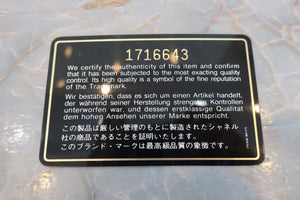 1716643
We certify the authenticity of this item and confirm
that it has been subjected to the most exacting quality
control. Its high quality is a symbol of the fine reputation
of the Trademark.
Wir bestätigen, dass es sich um einen Artikel handelt,
der während seiner Herstellung strengsten Kontrollen
unterworfen war, und dessen erstklassige Qualität
dem hohen Ansehen unserer Marke entspricht.
この製品は厳しい管理のもとに製造されたシャネル
社の商品であることを証明いたします。
このブランド・マークは最高級品質の象徴です。